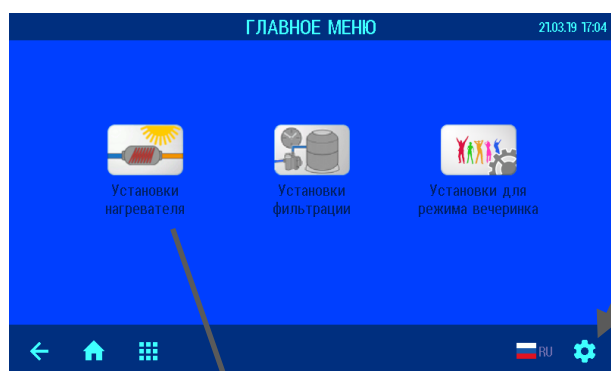 ГЛАВНОЕ МЕНЮ
21.03.19 17:04
Установки
нагревателя
Установки
фильтрации
Установки для
режима вечеринка
RU